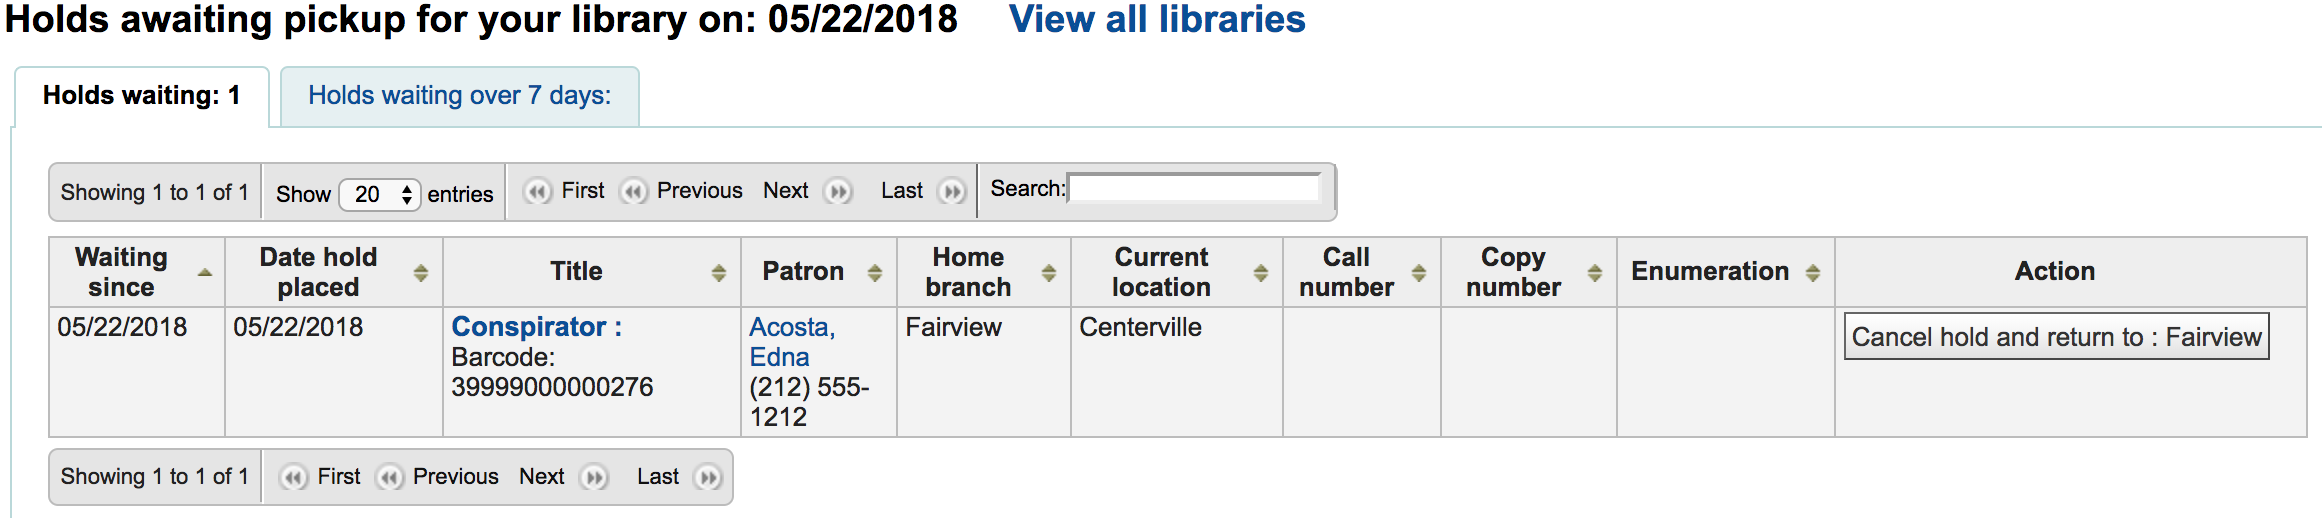 Holds awaiting pickup for your library on: 05/22/2018 View all libraries
Holds waiting: 1 Holds waiting over 7 days:
Showing 1 to 1 of 1 Show 20 entries First Previous Next Last Search:
Waiting since Date hold placed Title Patron Home branch Current location Call number Copy number Enumeration Action
05/22/2018 05/22/2018 Conspirator : Acosta, Fairview Centerville Cancel hold and return to : Fairview
Barcode: Edna
39999000000276 (212) 555-
1212
Showing 1 to 1 of 1 First Previous Next Last